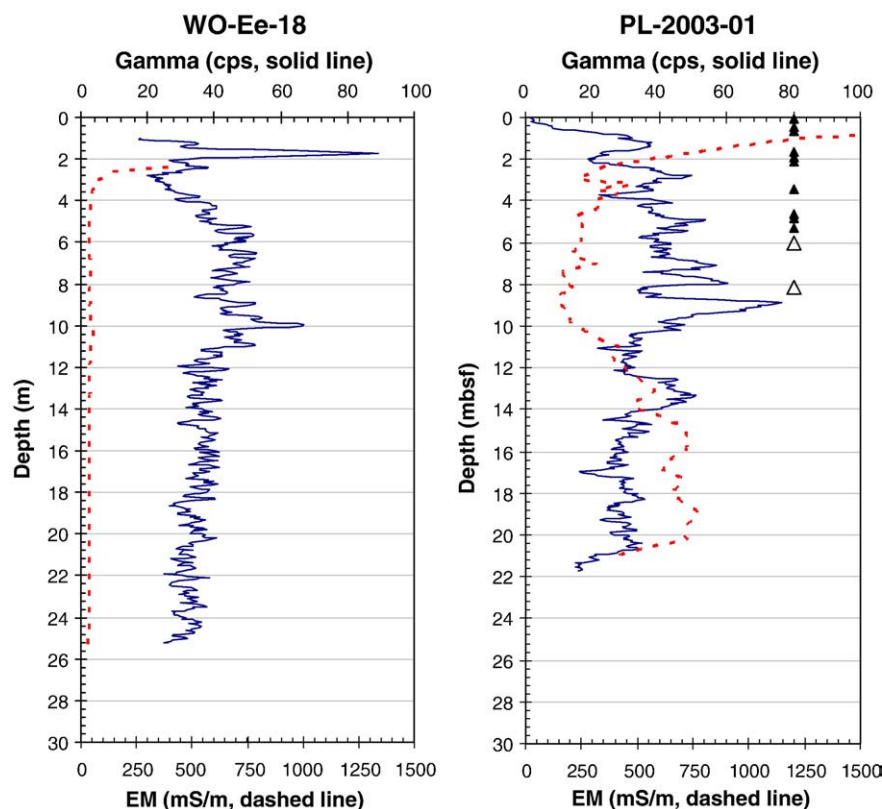 WO-Ee-18
Gamma (cps, solid line)
0 20 40 60 80 100
0
2
4
6
8
10
12
14
16
18
20
22
24
26
28
30
Depth (m)
0 250 500 750 1000 1250 1500
EM (mS/m, dashed line)
PL-2003-01
Gamma (cps, solid line)
0 20 40 60 80 100
0
2
4
6
8
10
12
14
16
18
20
22
24
26
28
30
Depth (mbsf)
250 500 750 1000 1250 1500
EM (mS/m, dashed line)